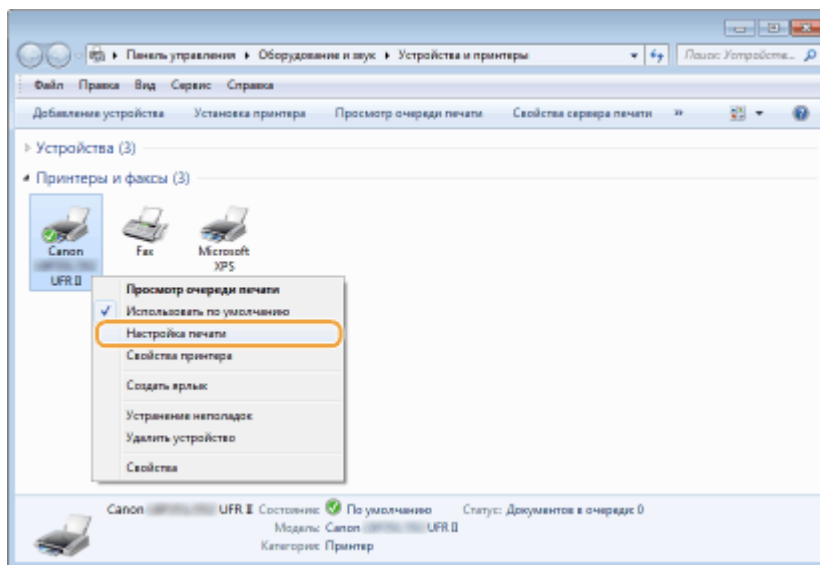 Панель управления Оборудование и звук Устройства и принтеры Поиск: Устройств...
Файл Правка Вид Сервис Справка
Добавление устройства Установка принтера Просмотр очереди печати Свойства сервера печати »
Устройства (3)
Принтеры и факсы (3)
Canon
UFR II
Fax
Microsoft
XPS
Просмотр очереди печати
Использовать по умолчанию
Настройка печати
Свойства принтера
Создать ярлык
Устранение неполадок
Удалить устройство
Свойства
Canon UFR II Состояние: По умолчанию Статус: Документов в очереди: 0
Модель: Canon UFR II
Категория: Принтер